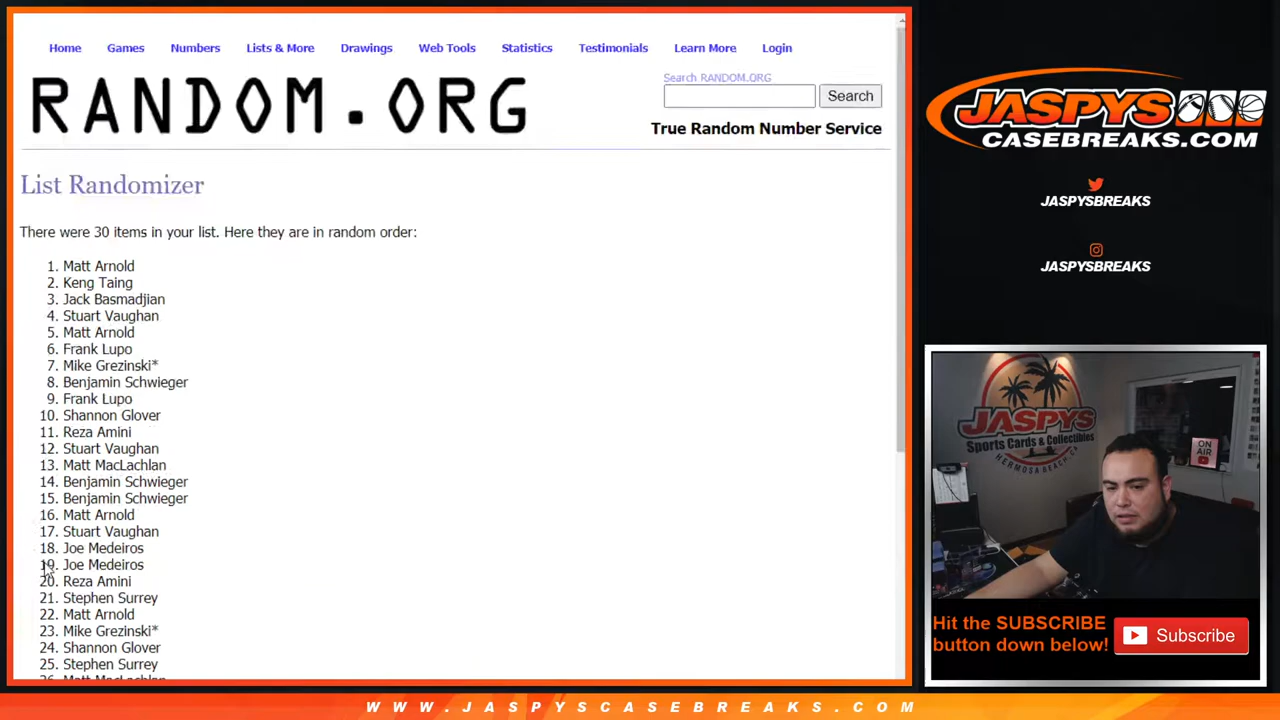 Home Games Numbers Lists & More Drawings Web Tools Statistics Testimonials Learn More Login
RANDOM.ORG
Search RANDOM.ORG
Search
True Random Number Service
List Randomizer
There were 30 items in your list. Here they are in random order:
1. Matt Arnold
2. Keng Taing
3. Jack Basmadjian
4. Stuart Vaughan
5. Matt Arnold
6. Frank Lupo
7. Mike Grezinski*
8. Benjamin Schwieger
9. Frank Lupo
10. Shannon Glover
11. Reza Amini
12. Stuart Vaughan
13. Matt MacLachlan
14. Benjamin Schwieger
15. Benjamin Schwieger
16. Matt Arnold
17. Stuart Vaughan
18. Joe Medeiros
19. Joe Medeiros
20. Reza Amini
21. Stephen Surrey
22. Matt Arnold
23. Mike Grezinski*
24. Shannon Glover
25. Stephen Surrey
26. Matt MacLachlan
JASPYS
CASEBREAKS.COM
JASPYSBREAKS
JASPYSBREAKS
JASPYS
Sports Cards & Collectibles
HERMOSA BEACH, CA
ON
AIR
Hit the SUBSCRIBE
button down below!
Subscribe
WWW.JASPYSCASEBREAKS.COM